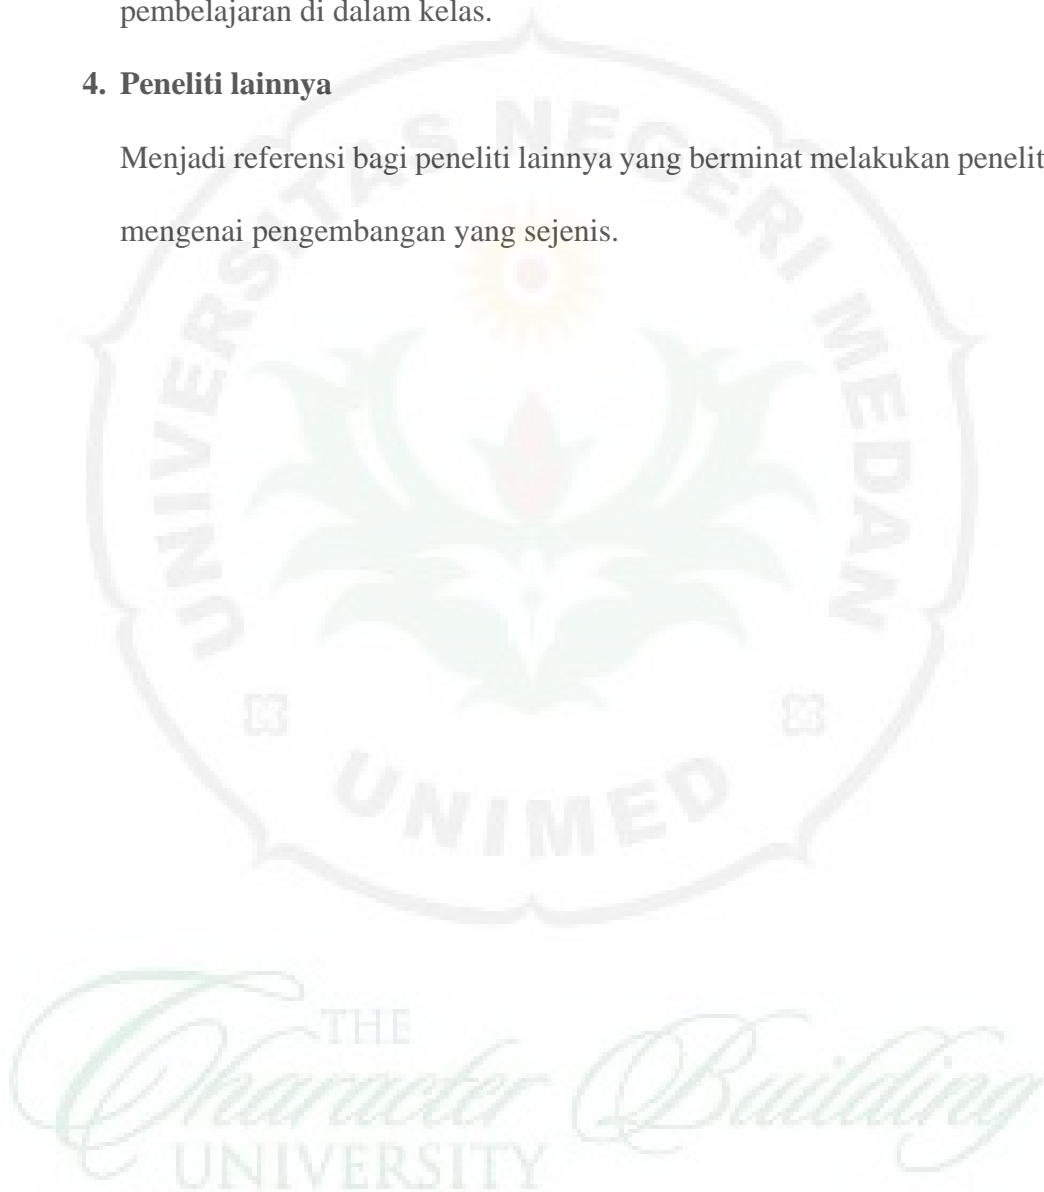 pembelajaran di dalam kelas.
4. Peneliti lainnya
Menjadi referensi bagi peneliti lainnya yang berminat melakukan penelit
mengenai pengembangan yang sejenis.
UNIVERSITAS NEGERI MEDAN
UNIMED
THE
Character Building
UNIVERSITY